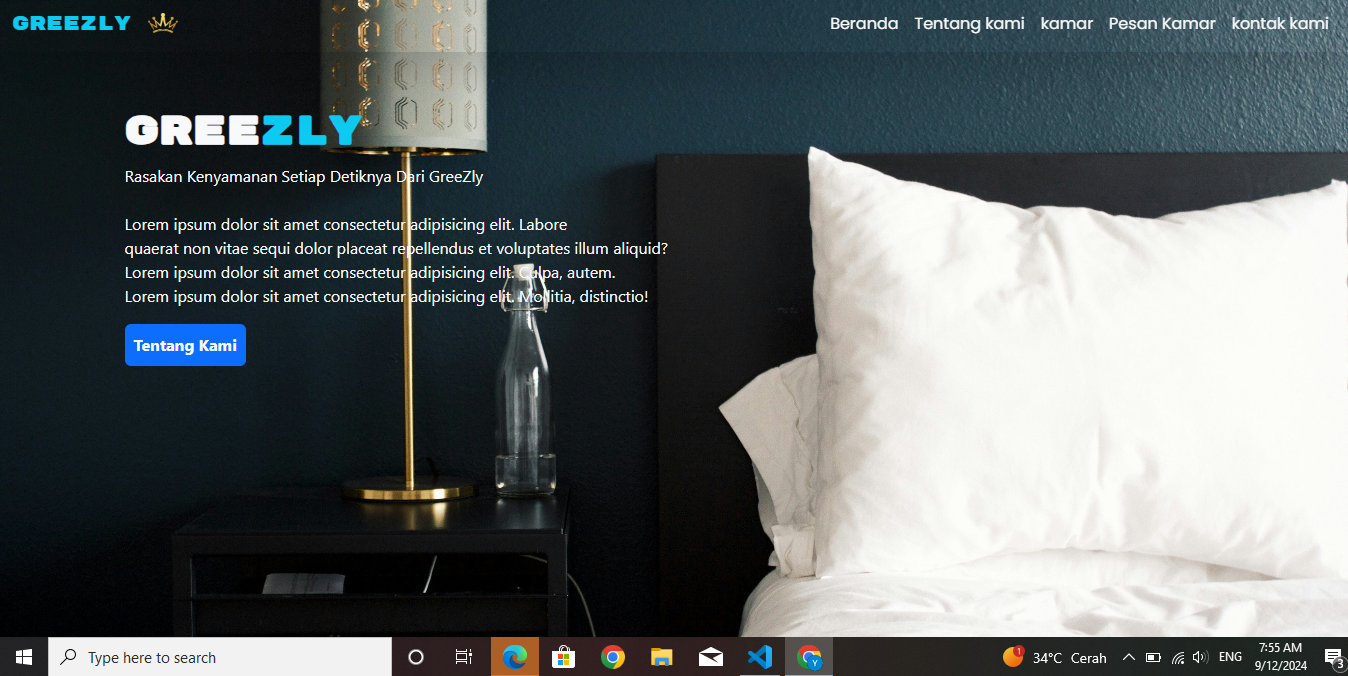 GREEZLY
Beranda Tentang kami kamar Pesan Kamar kontak kami
GREEZLY
Rasakan Kenyamanan Setiap Detiknya Dari GreeZly
Lorem ipsum dolor sit amet consectetur adipisicing elit. Labore
quaerat non vitae sequi dolor placeat repellendus et voluptates illum aliquid?
Lorem ipsum dolor sit amet consectetur adipisicing elit. Culpa, autem.
Lorem ipsum dolor sit amet consectetur adipisicing elit. Mollitia, distinctio!
Tentang Kami
Type here to search
Y
1
34°C Cerah
ENG
7:55 AM
9/12/2024
3